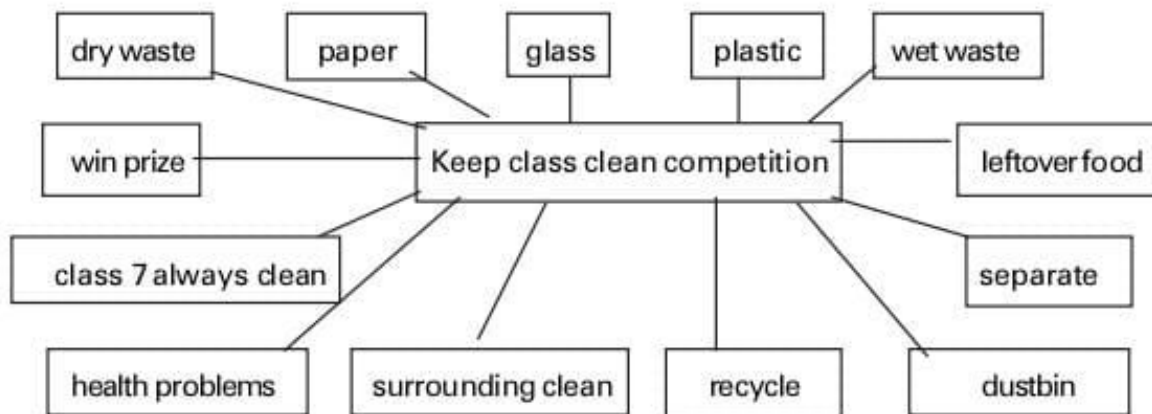 dry waste
paper
glass
plastic
wet waste
win prize
Keep class clean competition
leftover food
class 7 always clean
separate
health problems
surrounding clean
recycle
dustbin